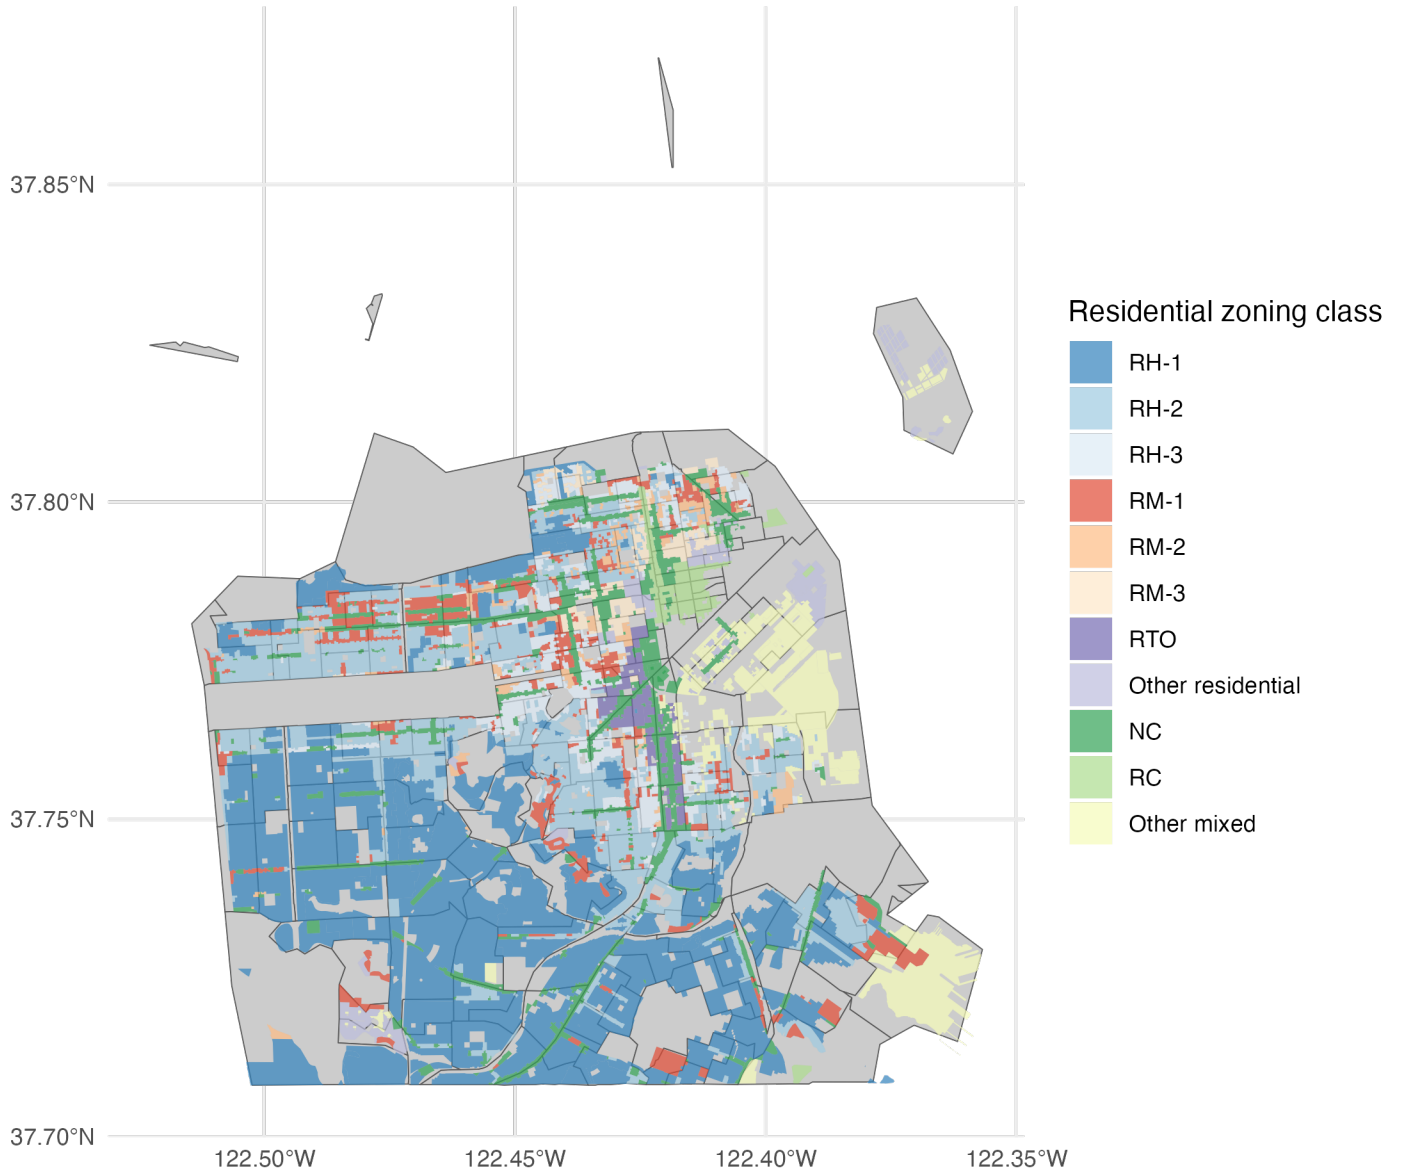 37.85°N
37.80°N
37.75°N
37.70°N
122.50°W 122.45°W 122.40°W 122.35°W
Residential zoning class
RH-1
RH-2
RH-3
RM-1
RM-2
RM-3
RTO
Other residential
NC
RC
Other mixed